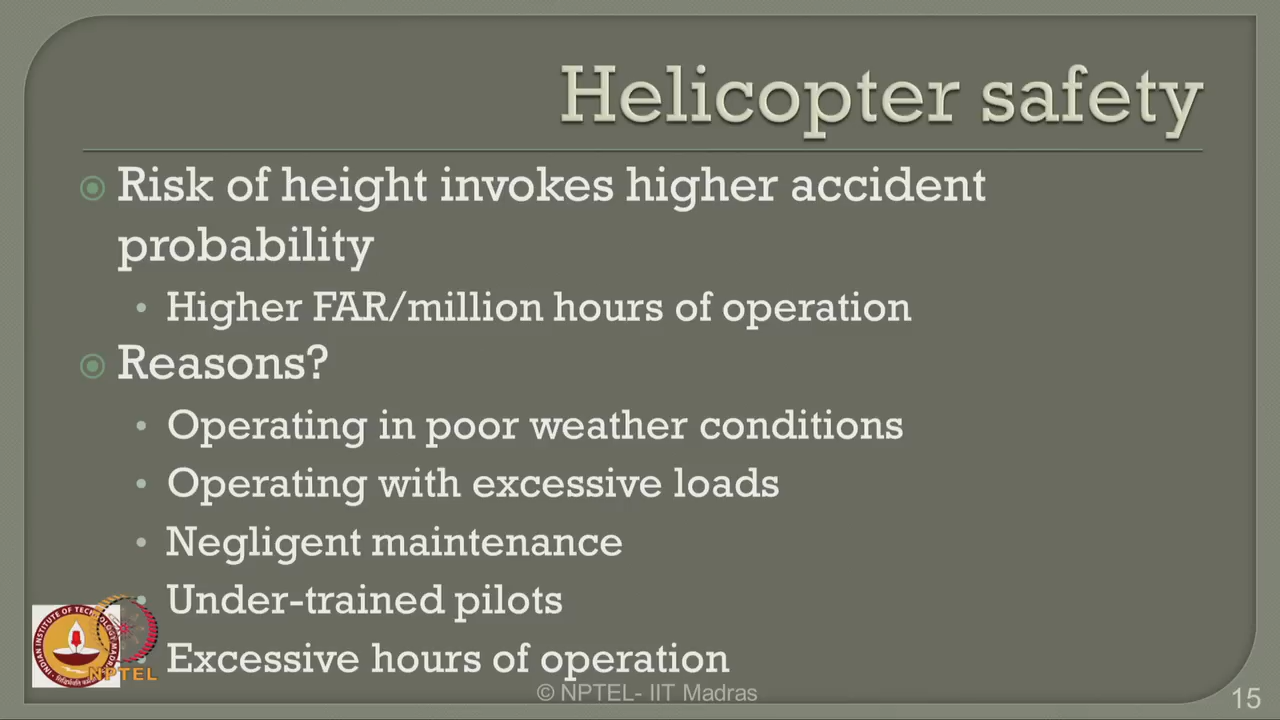 Helicopter safety
Risk of height invokes higher accident
probability
• Higher FAR/million hours of operation
Reasons?
• Operating in poor weather conditions
• Operating with excessive loads
• Negligent maintenance
• Under-trained pilots
• Excessive hours of operation
NPTEL
© NPTEL- IIT Madras
15